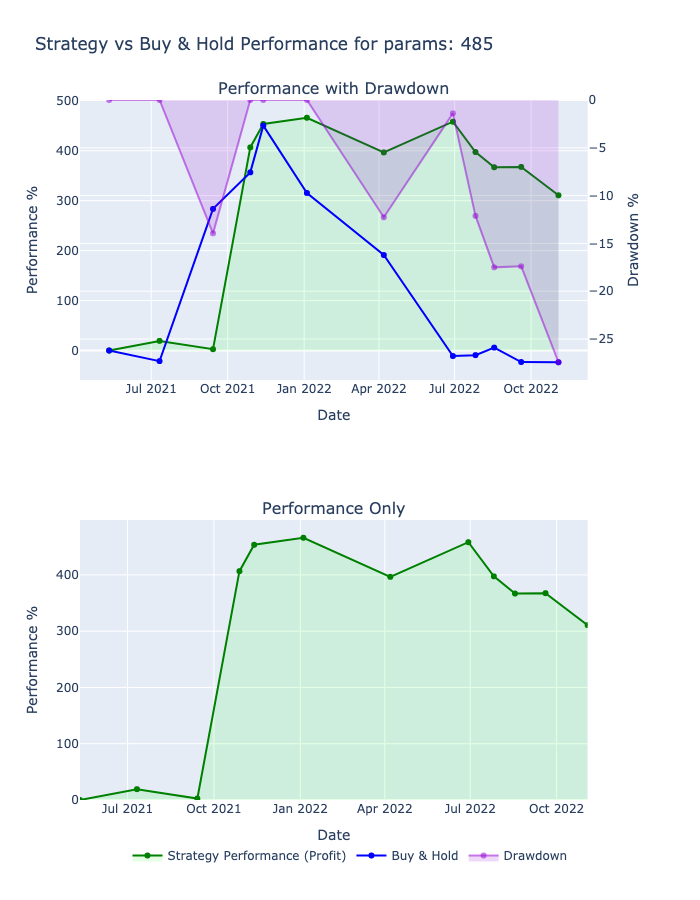 Strategy vs Buy & Hold Performance for params: 485
Performance with Drawdown
500
400
300
200
100
0
Performance %
0
−5
−10
−15
−20
−25
Drawdown %
Jul 2021 Oct 2021 Jan 2022 Apr 2022 Jul 2022 Oct 2022
Date
Performance Only
400
300
200
100
0
Performance %
Jul 2021 Oct 2021 Jan 2022 Apr 2022 Jul 2022 Oct 2022
Date
Strategy Performance (Profit) Buy & Hold Drawdown